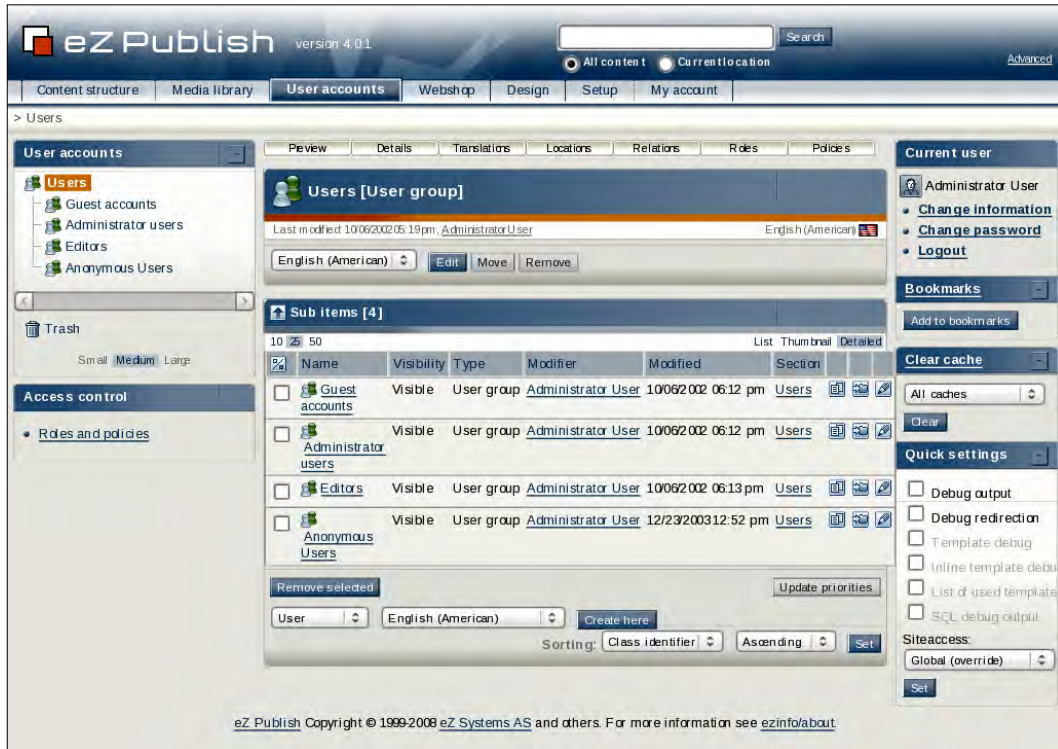 eZ Publish version 4.0.1
Search
All content Current location
Advanced
Content structure Media library User accounts Webshop Design Setup My account
> Users
User accounts -
Users
Guest accounts
Administrator users
Editors
Anonymous Users
Trash
Small Medium Large
Access control
Roles and policies
Preview Details Translations Locations Relations Roles Policies
Users [User group]
Last modified: 10/06/2002 05:19 pm, Administrator User English (American)
English (American) Edit Move Remove
Sub items [4]
10 25 50 List Thumbnail Detailed
Name Visibility Type Modifier Modified Section
Guest accounts Visible User group Administrator User 10/06/2002 06:12 pm Users
Administrator users Visible User group Administrator User 10/06/2002 06:12 pm Users
Editors Visible User group Administrator User 10/06/2002 06:13 pm Users
Anonymous Users Visible User group Administrator User 12/23/2003 12:52 pm Users
Remove selected Update priorities
User English (American) Create here
Sorting: Class identifier Ascending Set
Current user
Administrator User
Change information
Change password
Logout
Bookmarks -
Add to bookmarks
Clear cache -
All caches
Clear
Quick settings -
Debug output
Debug redirection
Template debug
Inline template debu
List of used template
SQL debug output
Siteaccess:
Global (override)
Set
eZ Publish Copyright © 1999-2008 eZ Systems AS and others. For more information see ezinfo/about.